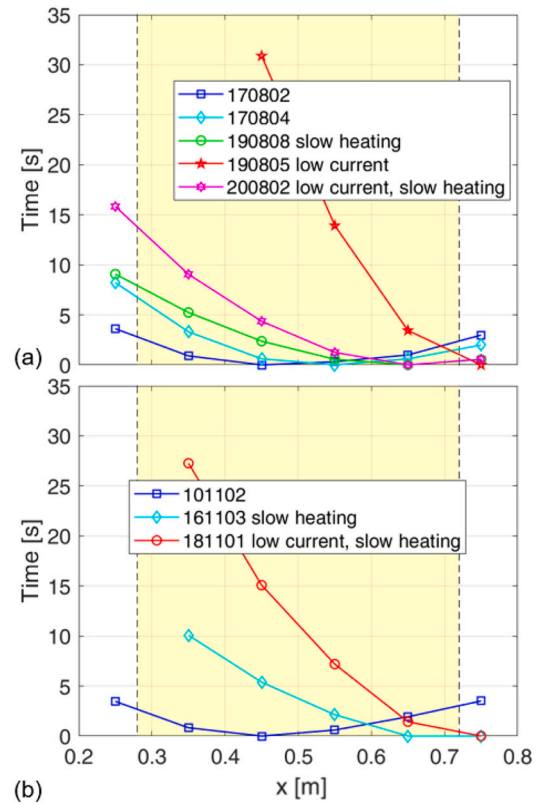 35
30
25
20
15
10
5
0
Time [s]
170802
170804
190808 slow heating
190805 low current
200802 low current, slow heating
(a)
35
30
25
20
15
10
5
0
Time [s]
101102
161103 slow heating
181101 low current, slow heating
0.2 0.3 0.4 0.5 0.6 0.7 0.8
x [m]
(b)